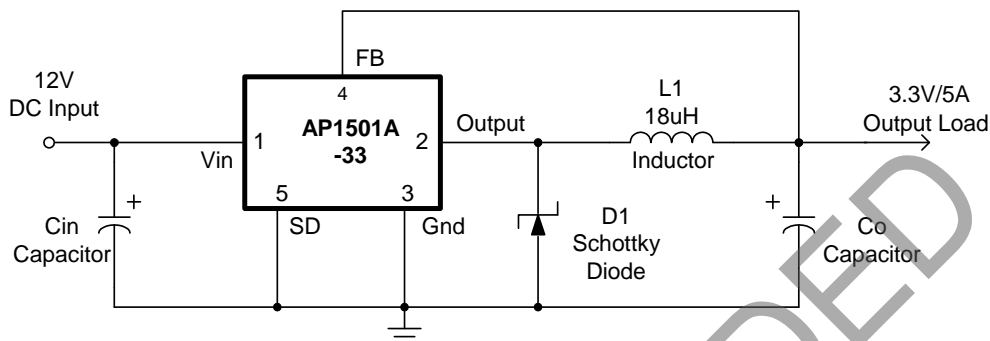 FB
12V
DC Input
4
L1
18uH
3.3V/5A
Output Load
1
AP1501A
-33
2
Output
Vin
Inductor
5
3
SD
Gnd
+
Cin
Capacitor
D1
Schottky
Diode
+
Co
Capacitor
DED